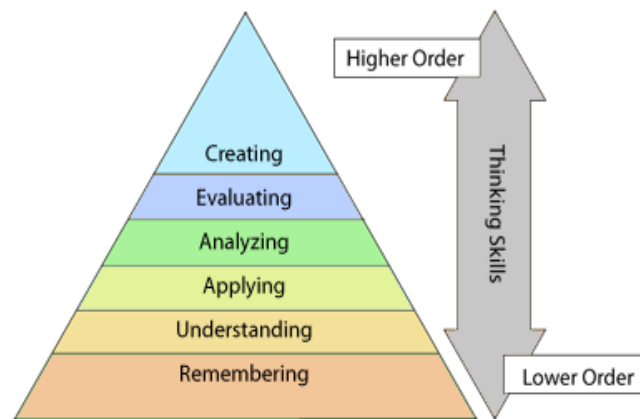 Higher Order
Creating
Evaluating
Analyzing
Applying
Understanding
Remembering
Thinking Skills
Lower Order